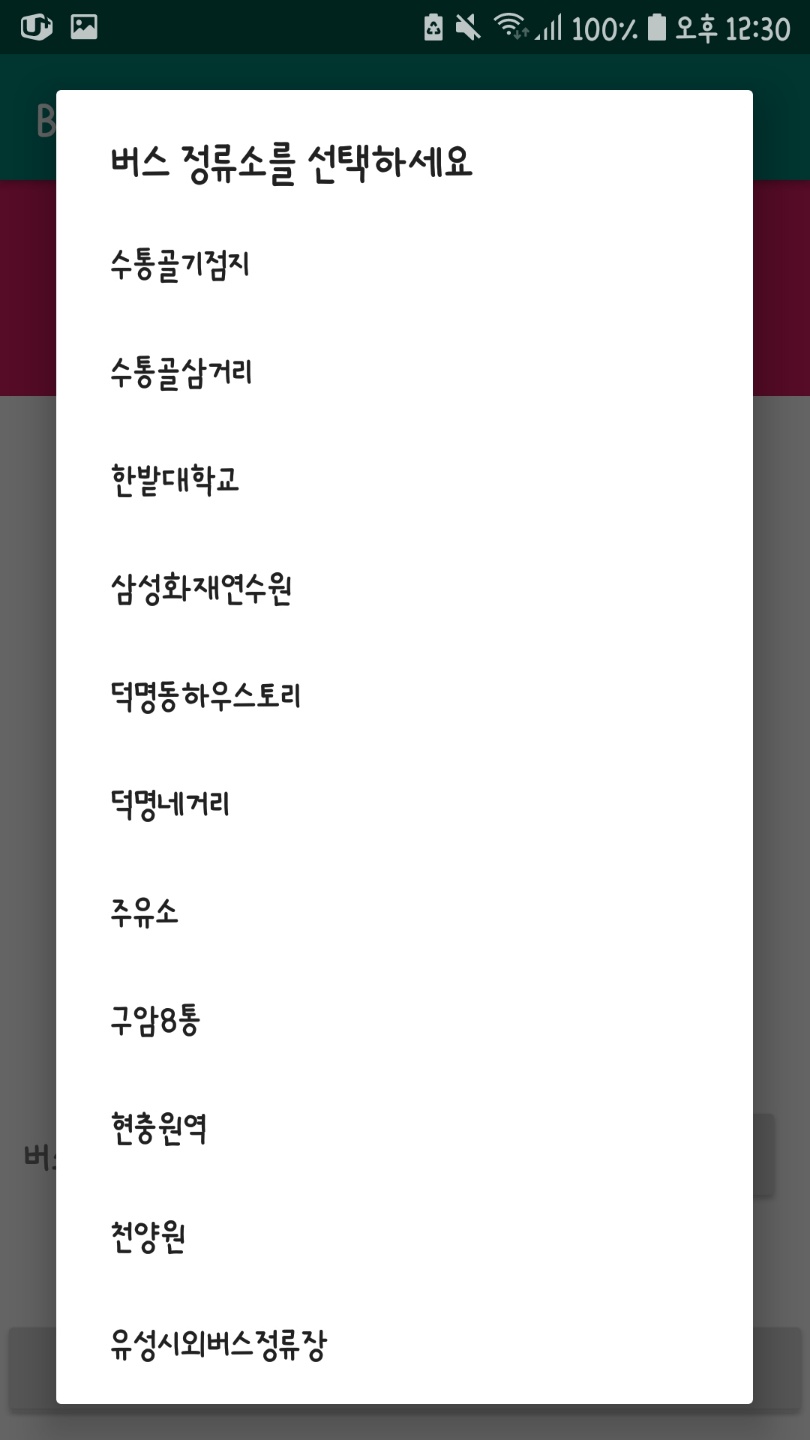 100% 오후 12:30
B
버스 정류소를 선택하세요
수통골기점지
수통골삼거리
한밭대학교
삼성화재연수원
덕명동하우스토리
덕명네거리
주유소
구암8통
현충원역
버스
천양원
유성시외버스정류장